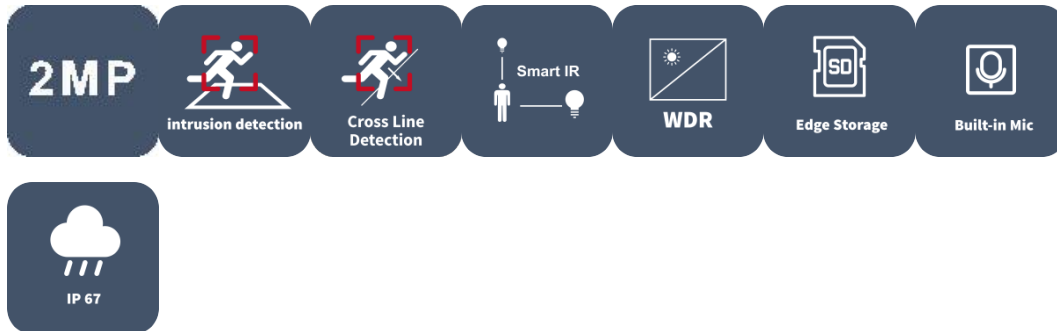 2MP
intrusion detection
Cross Line
Detection
Smart IR
WDR
SD
Edge Storage
Built-in Mic
IP 67